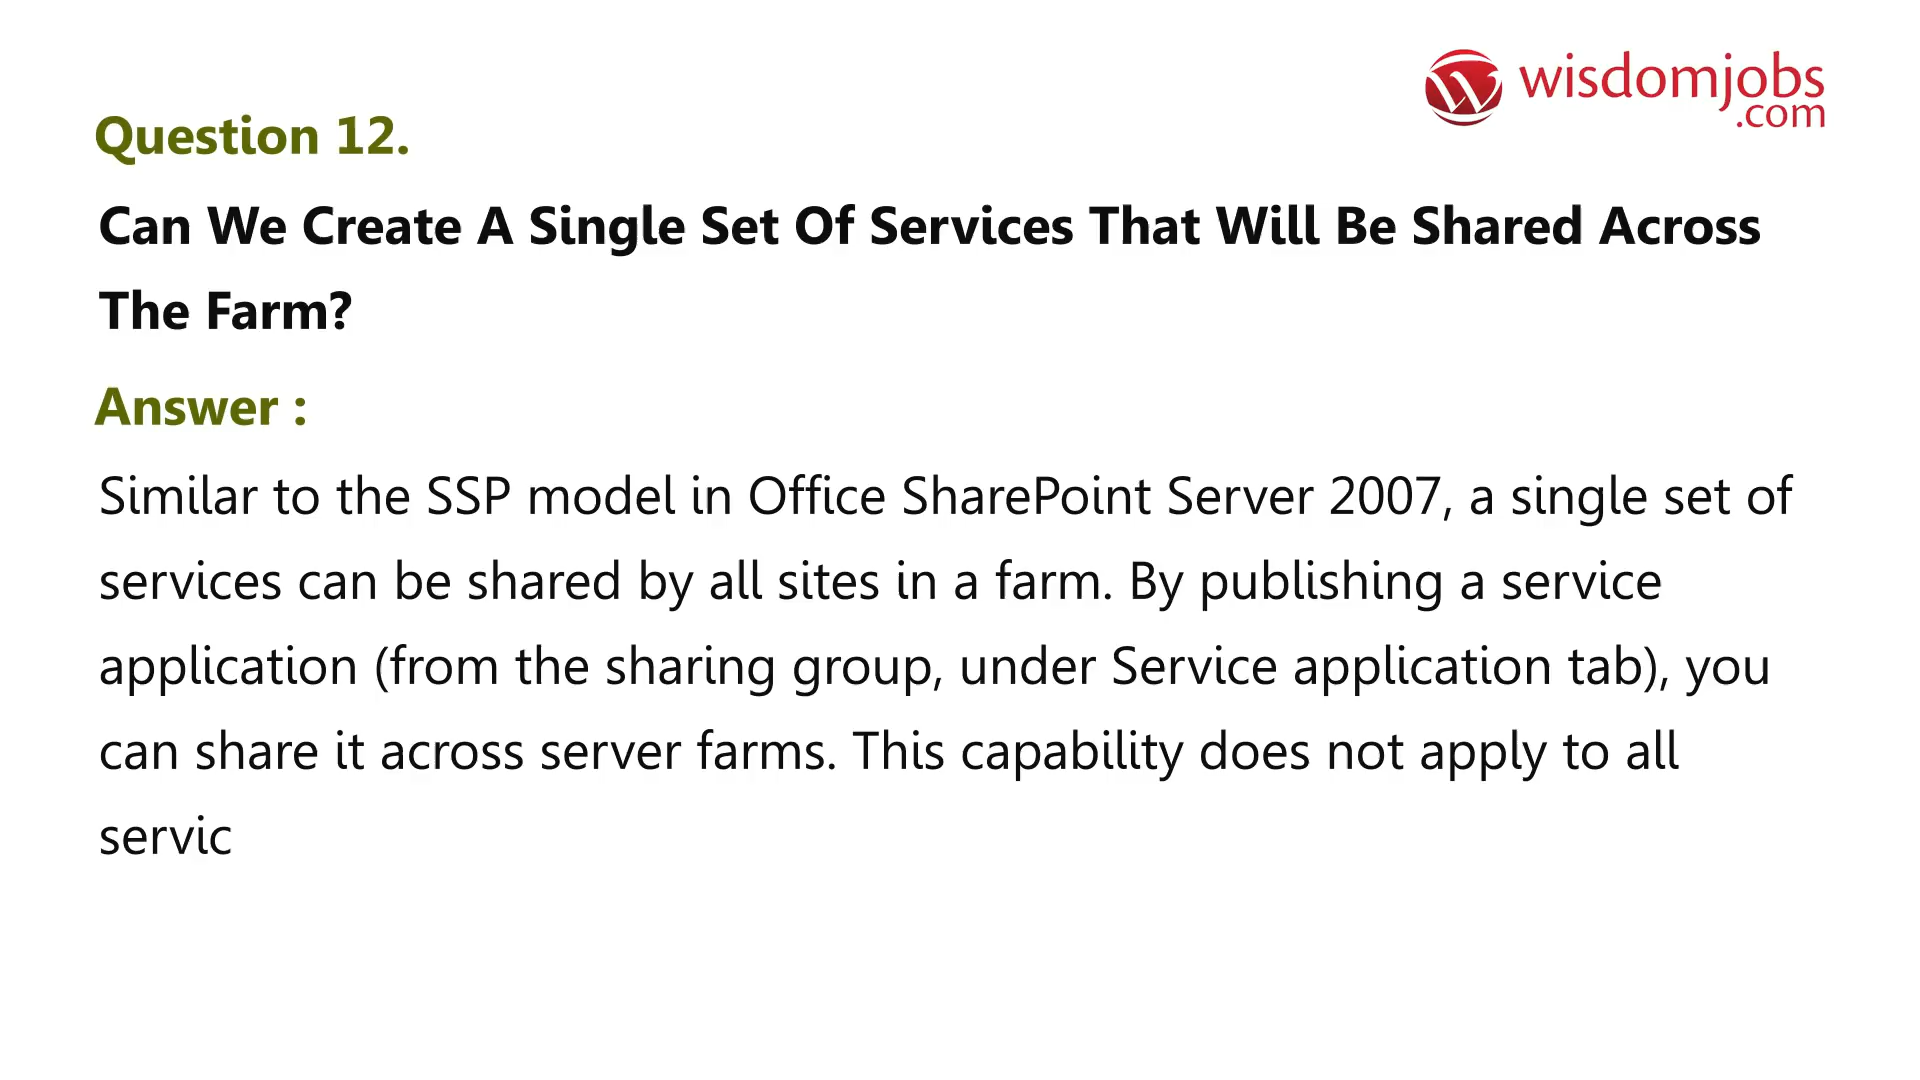 wisdomjobs
.com
Question 12.
Can We Create A Single Set Of Services That Will Be Shared Across
The Farm?
Answer :
Similar to the SSP model in Office SharePoint Server 2007, a single set of
services can be shared by all sites in a farm. By publishing a service
application (from the sharing group, under Service application tab), you
can share it across server farms. This capability does not apply to all
servic